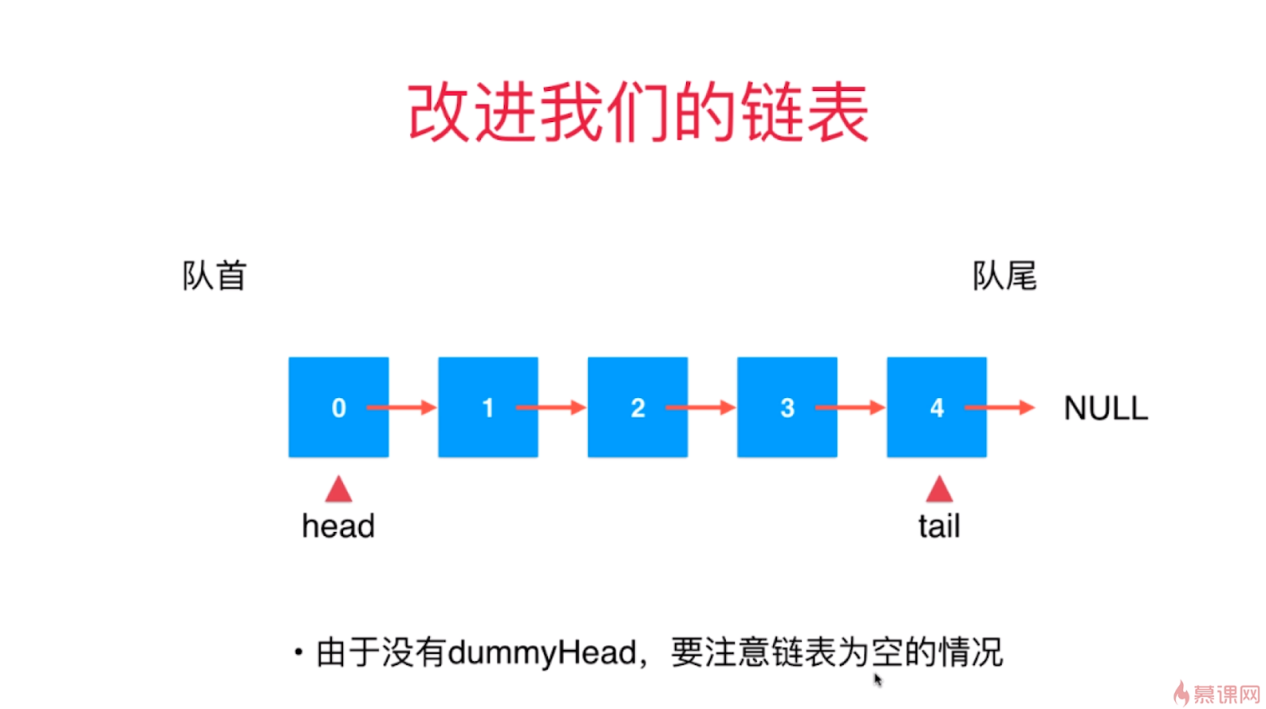 改进我们的链表
队首 队尾
0 1 2 3 4 NULL
head tail
• 由于没有dummyHead，要注意链表为空的情况
慕课网